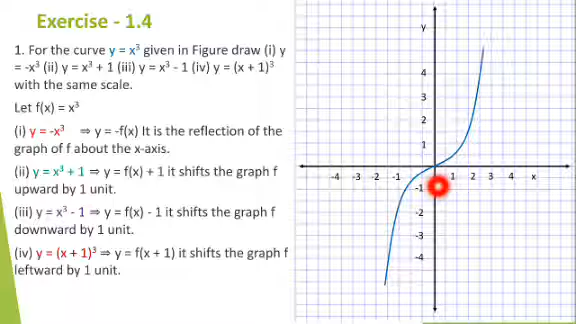 Exercise - 1.4
1. For the curve y = x³ given in Figure draw (i) y
= -x³ (ii) y = x³ + 1 (iii) y = x³ - 1 (iv) y = (x + 1)³
with the same scale.
Let f(x) = x³
(i) y = -x³ ⇒ y = -f(x) It is the reflection of the
graph of f about the x-axis.
(ii) y = x³ + 1 ⇒ y = f(x) + 1 it shifts the graph f
upward by 1 unit.
(iii) y = x³ - 1 ⇒ y = f(x) - 1 it shifts the graph f
downward by 1 unit.
(iv) y = (x + 1)³ ⇒ y = f(x + 1) it shifts the graph f
leftward by 1 unit.
y
4
3
2
1
-4 -3 -2 -1 1 2 3 4 x
-1
-2
-3
-4